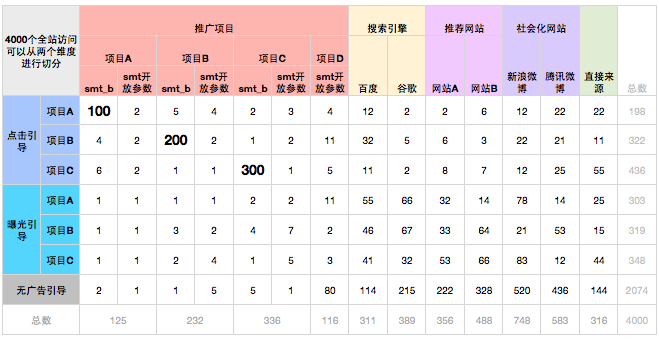 4000个全站访问
可以从两个维度
进行切分
推广项目
搜索引擎
推荐网站
社会化网站
直接来
源
总数
项目A
项目B
项目C
项目D
smt_b
smt开
放参数
smt_b
smt开
放参数
smt_b
smt开
放参数
smt开
放参数
百度
谷歌
网站A
网站B
新浪微
博
腾讯微
博
点击引
导
项目A 100 2 5 4 2 3 4 12 2 2 6 12 22 22 198
项目B 4 2 200 2 1 2 11 32 5 6 3 22 21 11 322
项目C 6 2 1 1 300 1 5 11 2 8 7 12 25 55 436
曝光引
导
项目A 1 1 1 1 2 2 11 55 66 32 14 78 14 25 303
项目B 1 1 3 2 4 7 2 46 67 33 64 21 53 15 319
项目C 1 1 2 4 1 5 3 41 32 53 66 83 12 44 348
无广告引导 2 1 1 5 5 1 80 114 215 222 328 520 436 144 2074
总数 125 232 336 116 311 389 356 488 748 583 316 4000